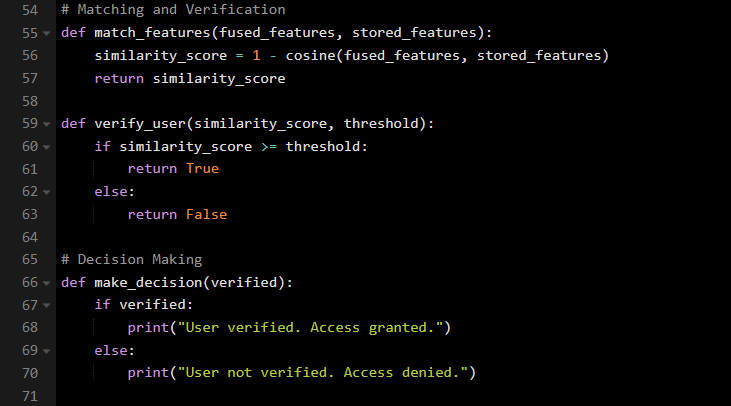 54 # Matching and Verification
55 def match_features(fused_features, stored_features):
56     similarity_score = 1 - cosine(fused_features, stored_features)
57     return similarity_score
58
59 def verify_user(similarity_score, threshold):
60     if similarity_score >= threshold:
61         return True
62     else:
63         return False
64
65 # Decision Making
66 def make_decision(verified):
67     if verified:
68         print("User verified. Access granted.")
69     else:
70         print("User not verified. Access denied.")
71